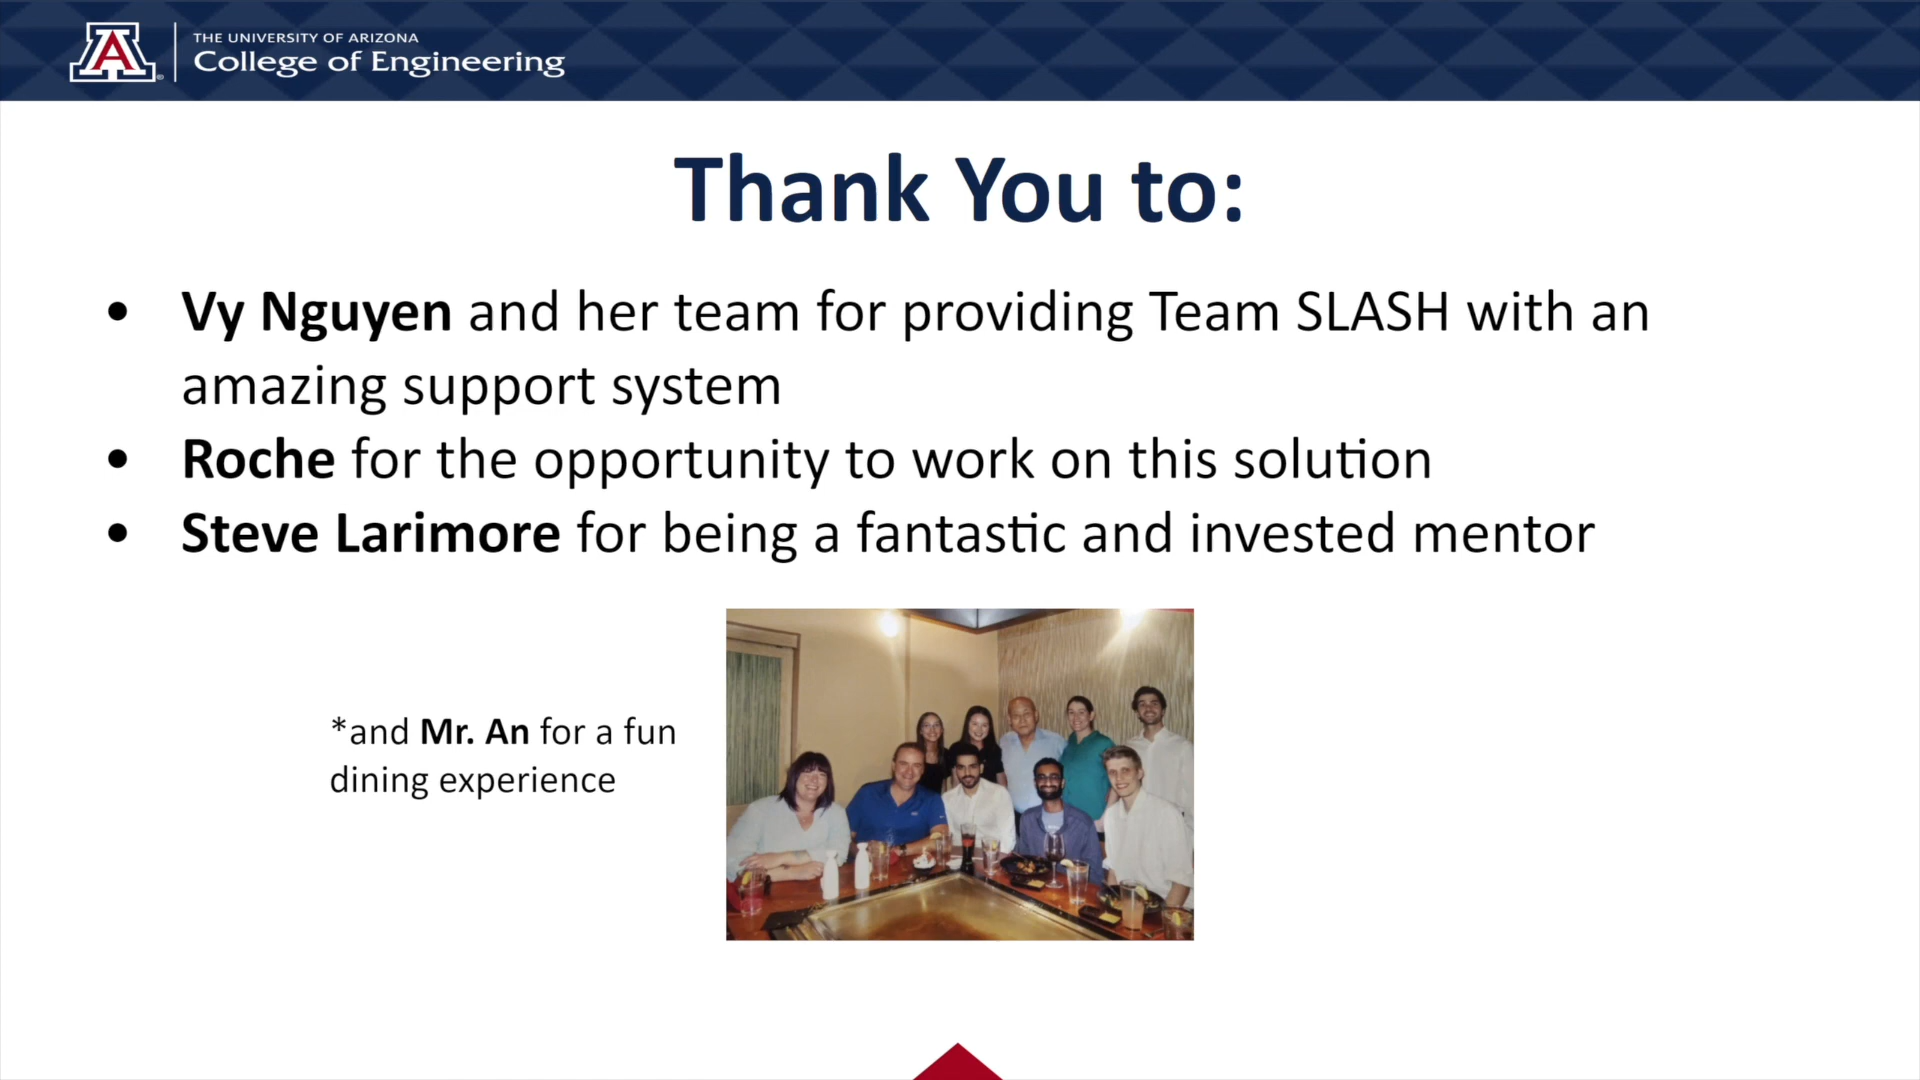 THE UNIVERSITY OF ARIZONA
College of Engineering
Thank You to:
• Vy Nguyen and her team for providing Team SLASH with an
amazing support system
• Roche for the opportunity to work on this solution
• Steve Larimore for being a fantastic and invested mentor
*and Mr. An for a fun
dining experience